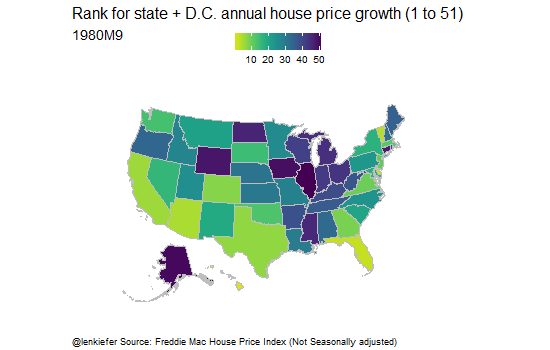 Rank for state + D.C. annual house price growth (1 to 51)
1980M9
10 20 30 40 50
@lenkiefer Source: Freddie Mac House Price Index (Not Seasonally adjusted)